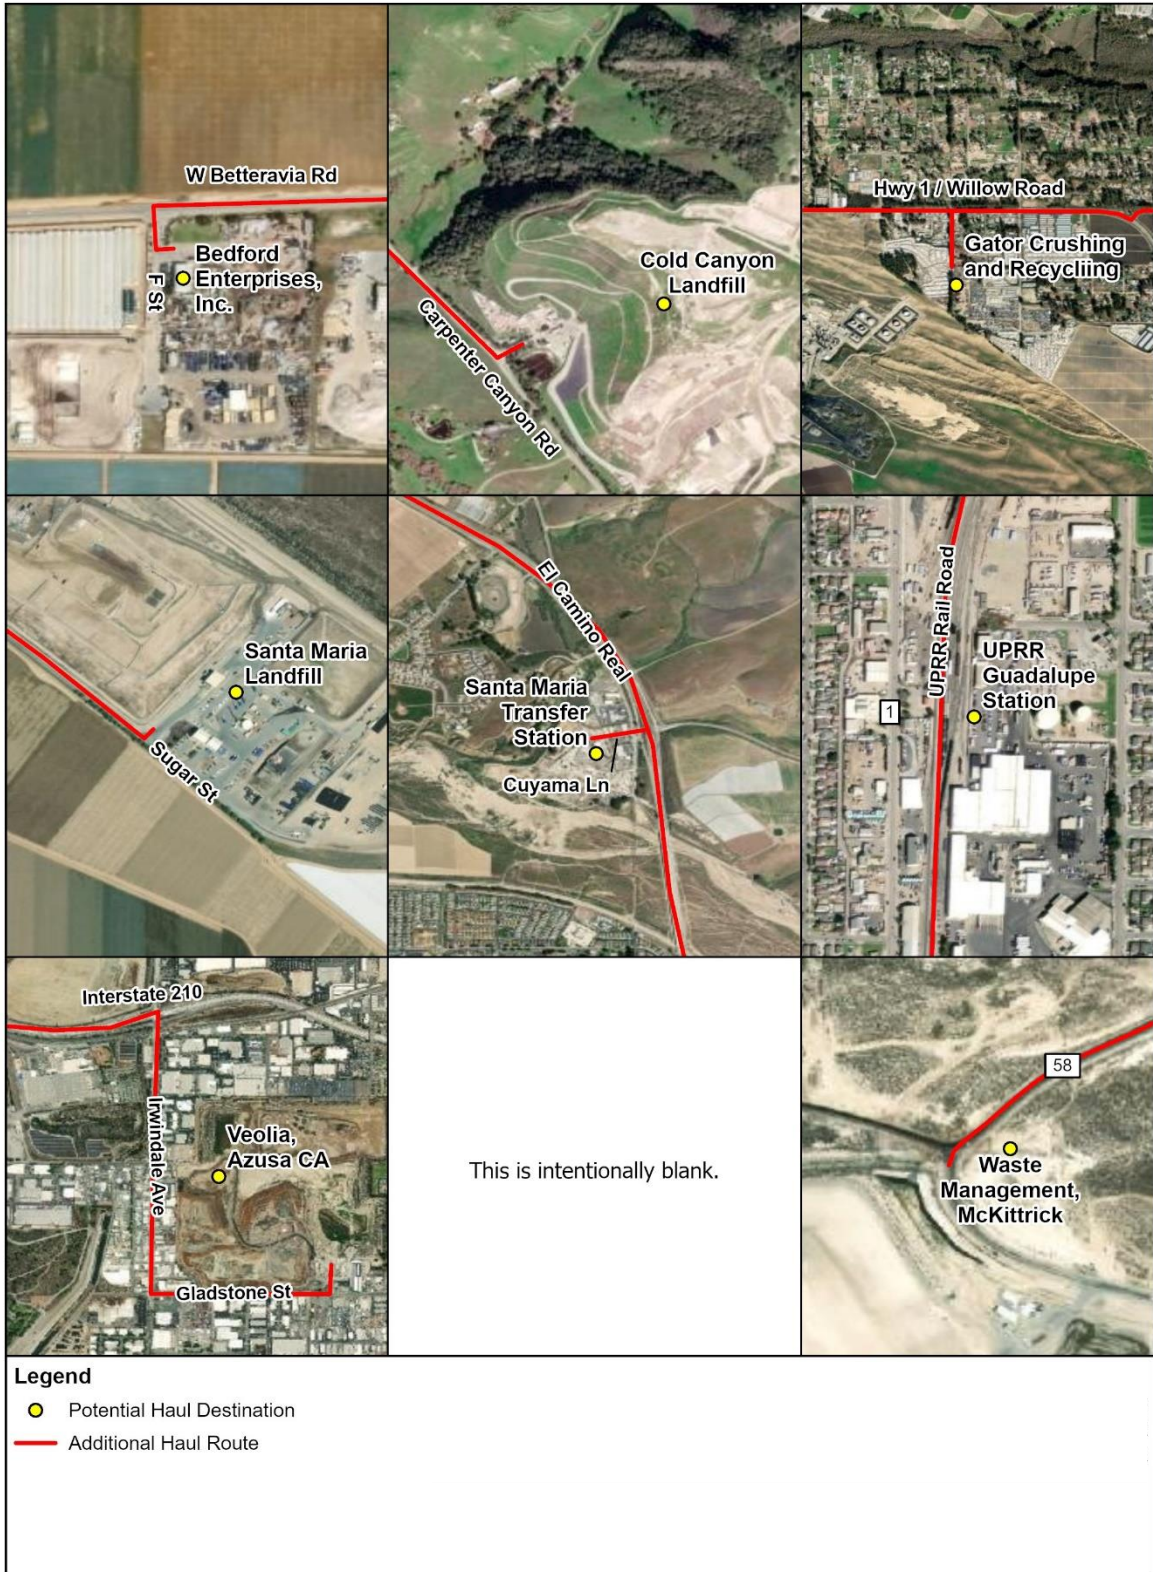 W Betteravia Rd
Bedford
Enterprises,
Inc.
F St
Cold Canyon
Landfill
Carpenter Canyon Rd
Hwy 1 / Willow Road
Gator Crushing
and Recycliing
Santa Maria
Landfill
Sugar St
El Camino Real
Santa Maria
Transfer
Station
Cuyama Ln
UPRR Rail Road
1
UPRR
Guadalupe
Station
Interstate 210
Irwindale Ave
Veolia,
Azusa CA
Gladstone St
This is intentionally blank.
58
Waste
Management,
McKittrick
Legend
Potential Haul Destination
Additional Haul Route